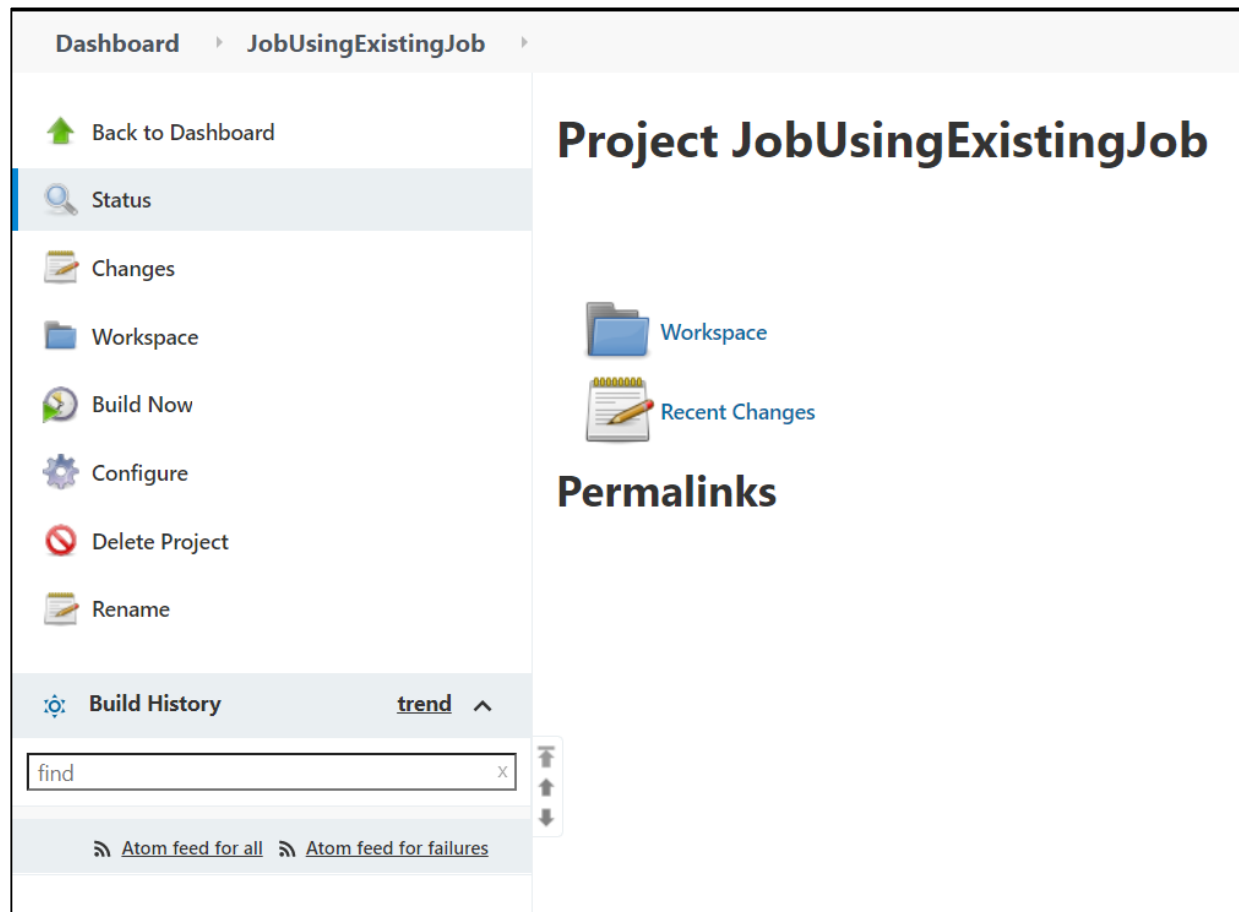 Dashboard JobUsingExistingJob
Back to Dashboard
Status
Changes
Workspace
Build Now
Configure
Delete Project
Rename
Build History trend
find x
Atom feed for all Atom feed for failures
Project JobUsingExistingJob
Workspace
Recent Changes
Permalinks